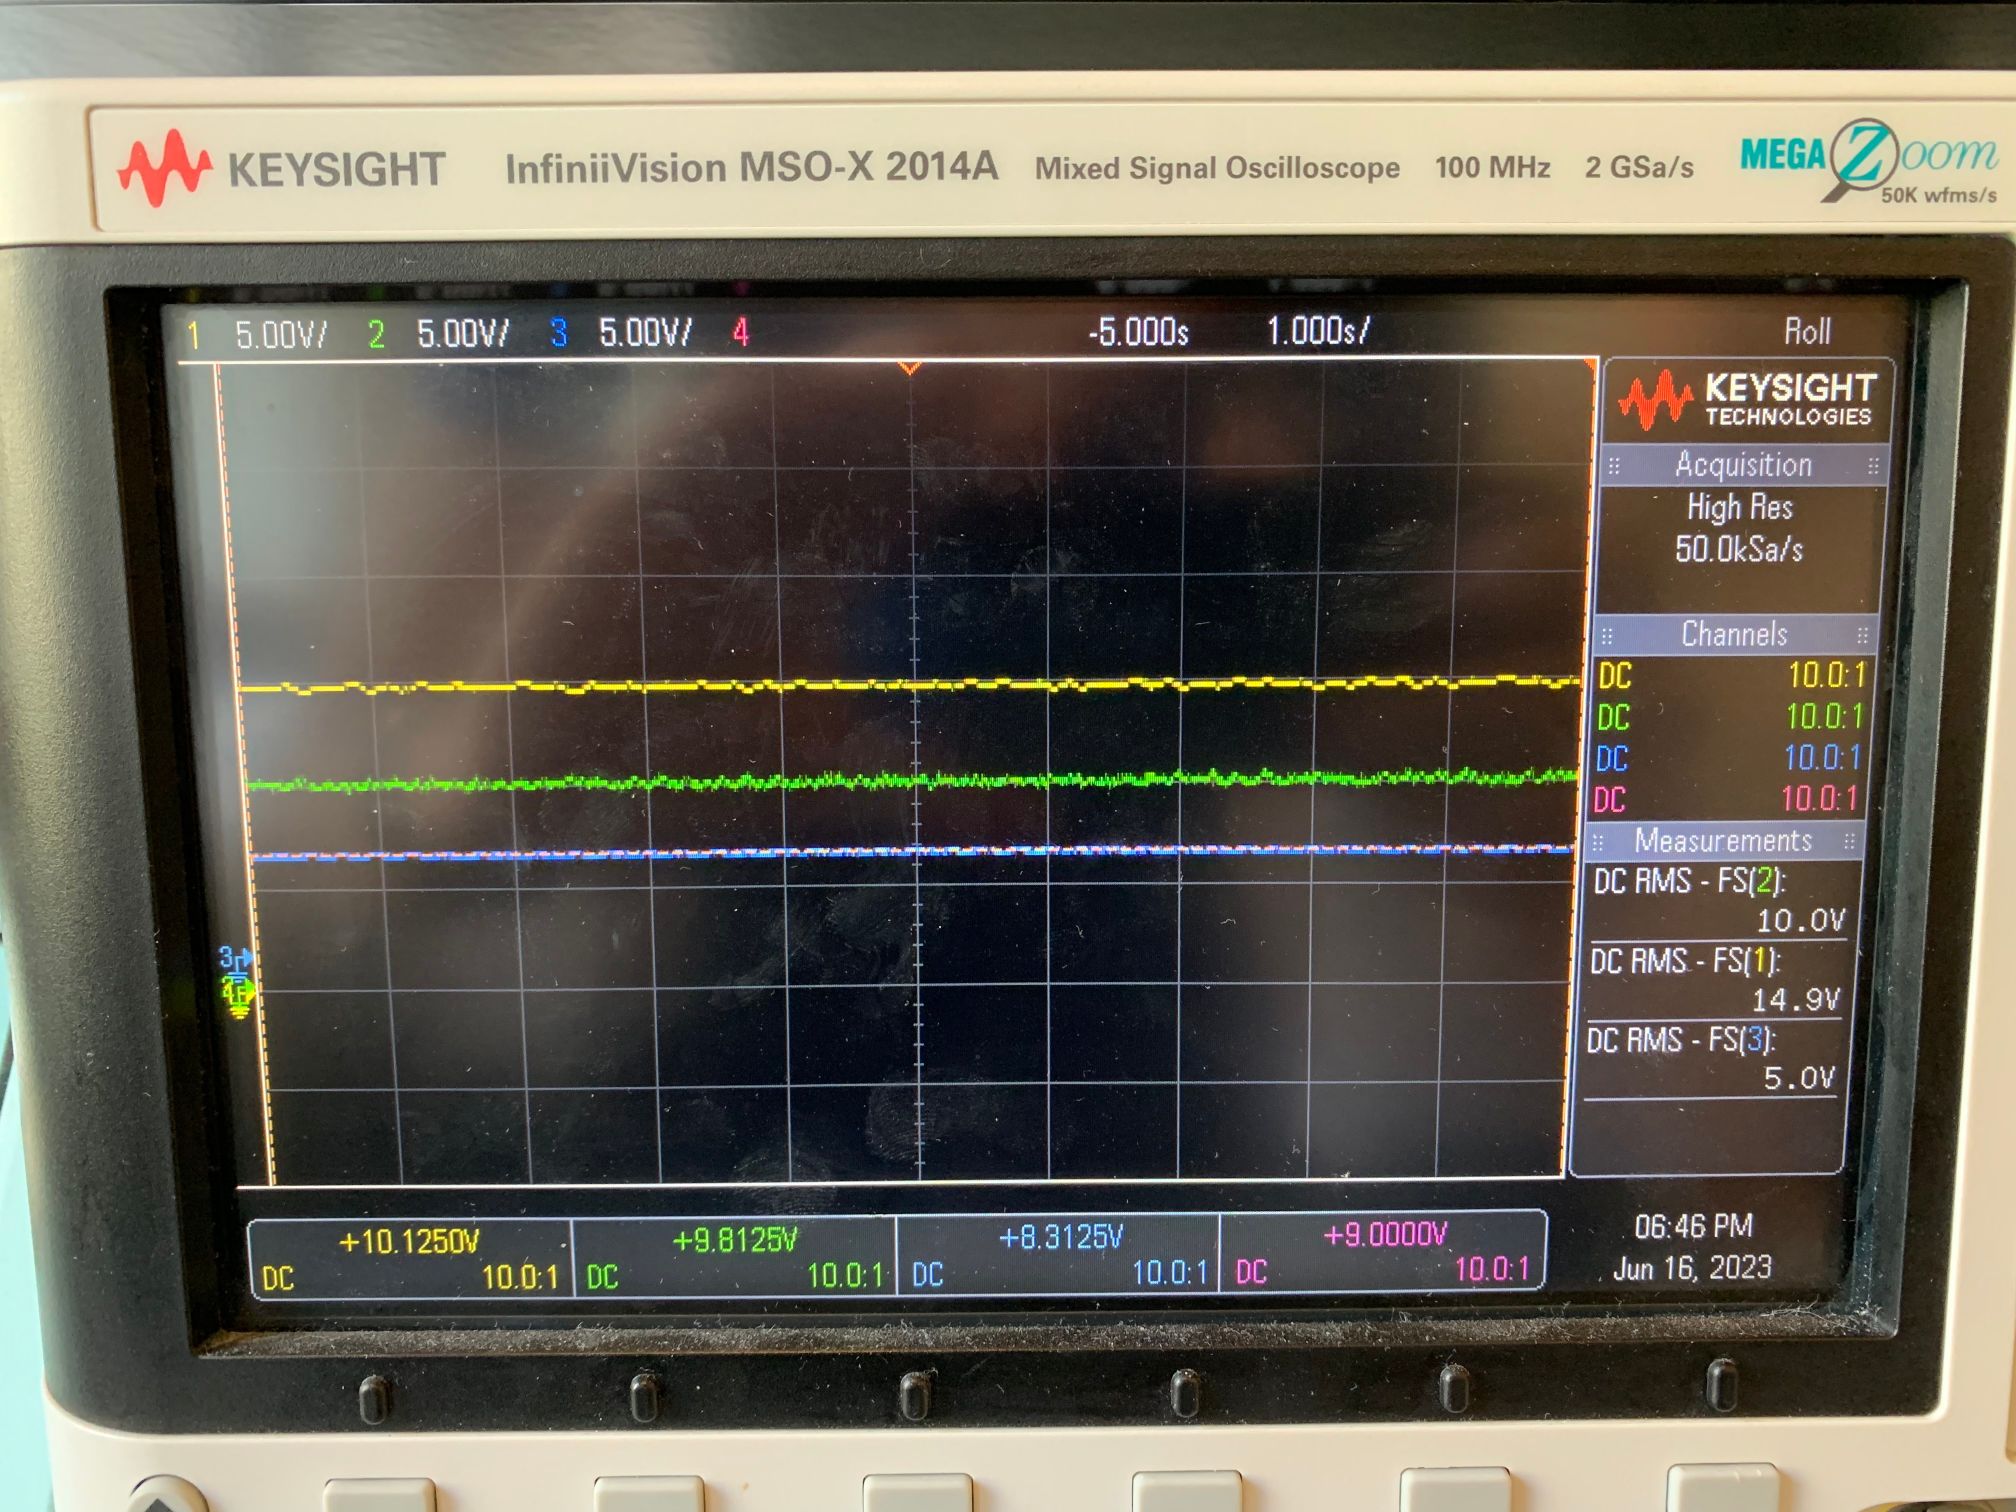 KEYSIGHT InfiniiVision MSO-X 2014A Mixed Signal Oscilloscope 100 MHz 2 GSa/s MEGA Zoom
50K wfms/s
1 5.00V/ 2 5.00V/ 3 5.00V/ 4 -5.000s 1.000s/ Roll
KEYSIGHT
TECHNOLOGIES
Acquisition
High Res
50.0kSa/s
Channels
DC 10.0:1
DC 10.0:1
DC 10.0:1
DC 10.0:1
Measurements
DC RMS - FS(2):
10.0V
DC RMS - FS(1):
14.9V
DC RMS - FS(3):
5.0V
3
+10.1250V +9.8125V +8.3125V +9.0000V
DC 10.0:1 DC 10.0:1 DC 10.0:1 DC 10.0:1
06:46 PM
Jun 16, 2023